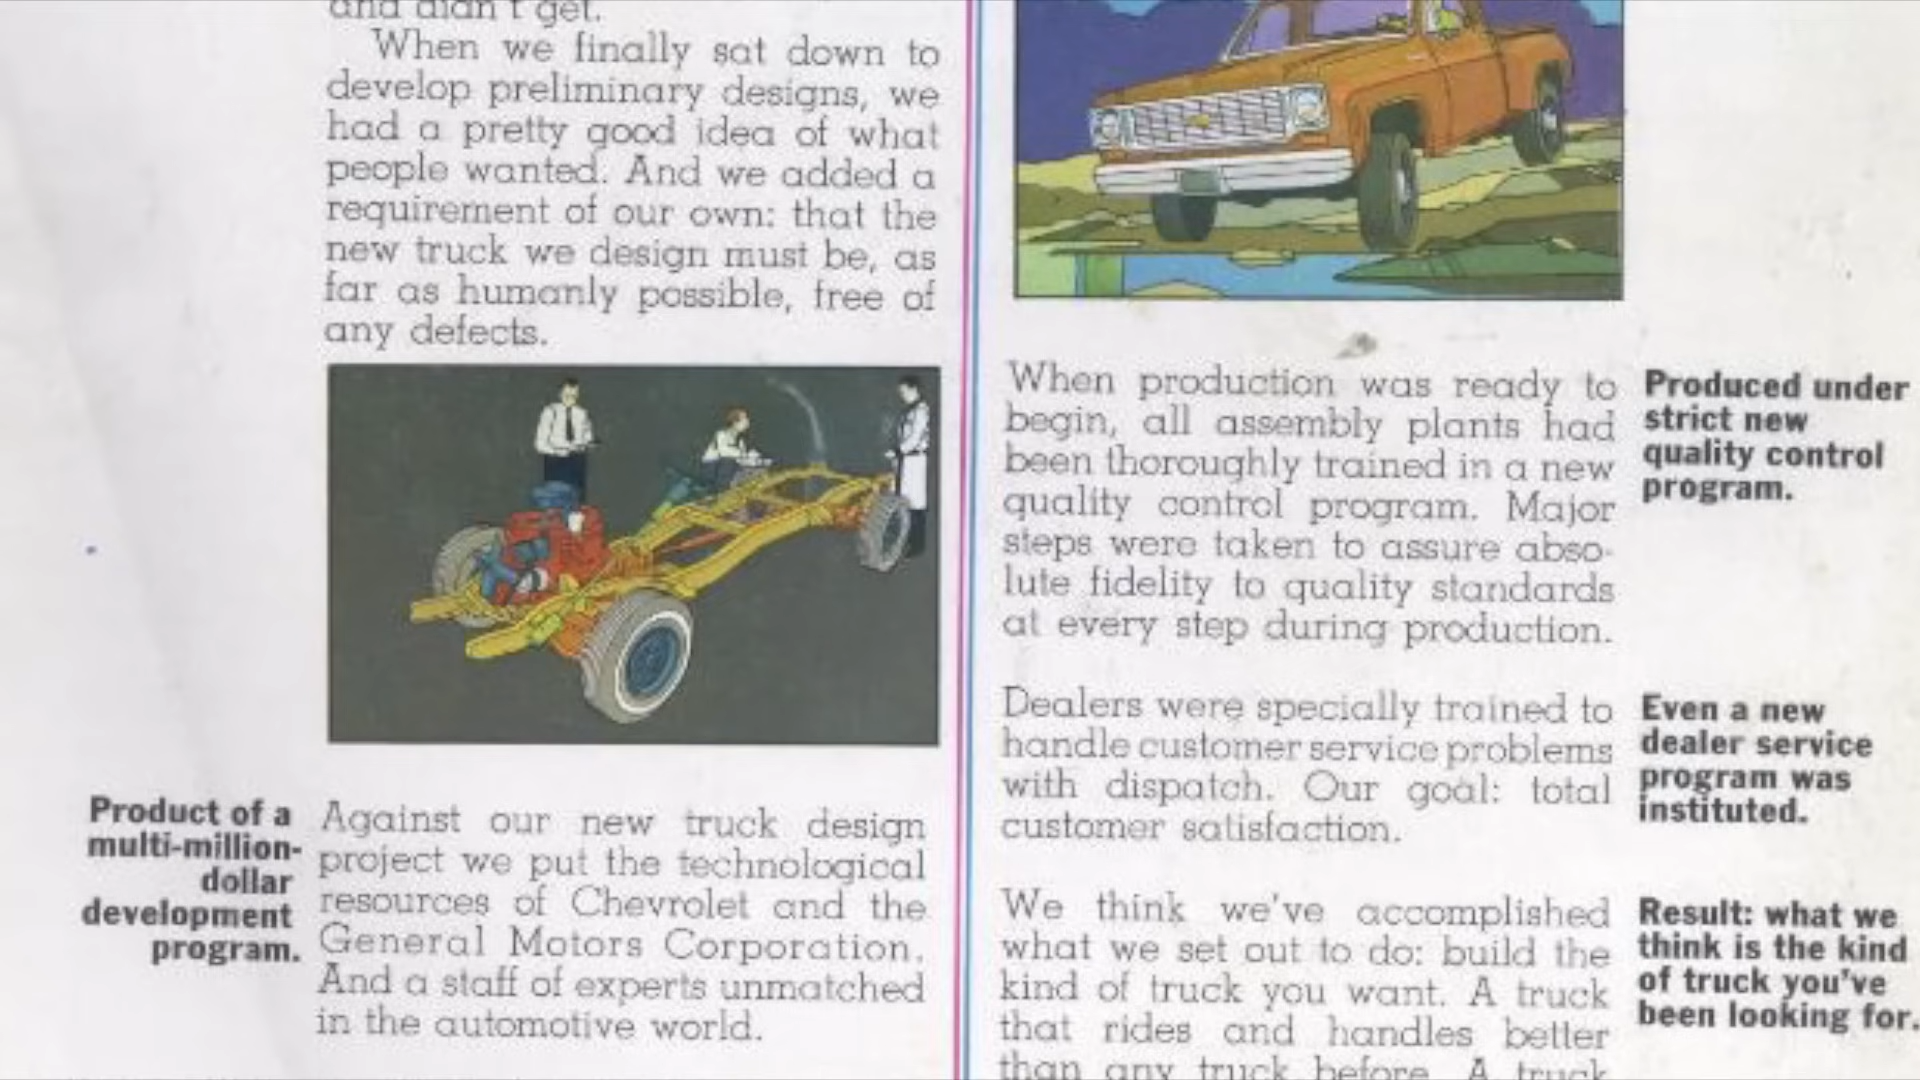 and didn't get.
When we finally sat down to
develop preliminary designs, we
had a pretty good idea of what
people wanted. And we added a
requirement of our own: that the
new truck we design must be, as
far as humanly possible, free of
any defects.
Product of a
multi-million-
dollar
development
program.
Against our new truck design
project we put the technological
resources of Chevrolet and the
General Motors Corporation.
And a staff of experts unmatched
in the automotive world.
When production was ready to
begin, all assembly plants had
been thoroughly trained in a new
quality control program. Major
steps were taken to assure abso-
lute fidelity to quality standards
at every step during production.
Produced under
strict new
quality control
program.
Dealers were specially trained to
handle customer service problems
with dispatch. Our goal: total
customer satisfaction.
Even a new
dealer service
program was
instituted.
We think we've accomplished
what we set out to do: build the
kind of truck you want. A truck
that rides and handles better
than any truck before. A truck
Result: what we
think is the kind
of truck you've
been looking for.